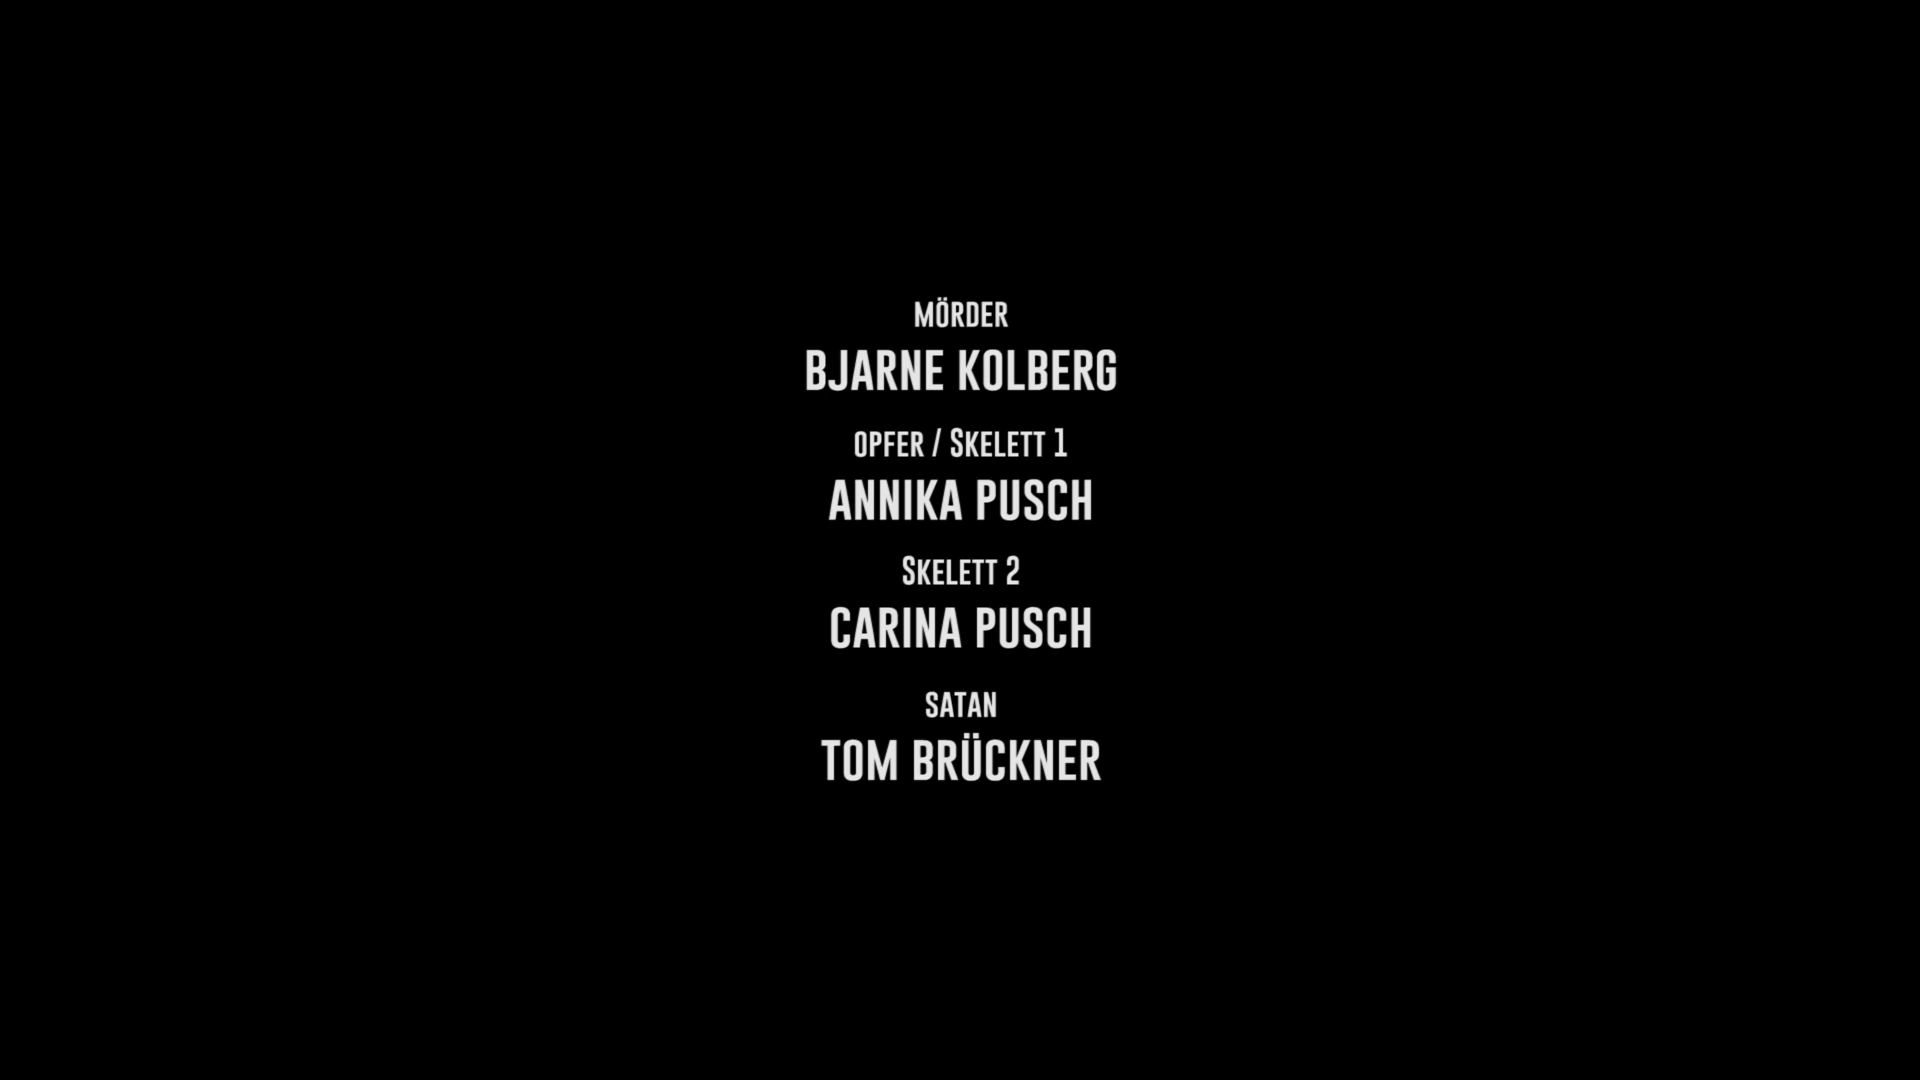 MÖRDER
BJARNE KOLBERG
OPFER / SKELETT 1
ANNIKA PUSCH
SKELETT 2
CARINA PUSCH
SATAN
TOM BRÜCKNER